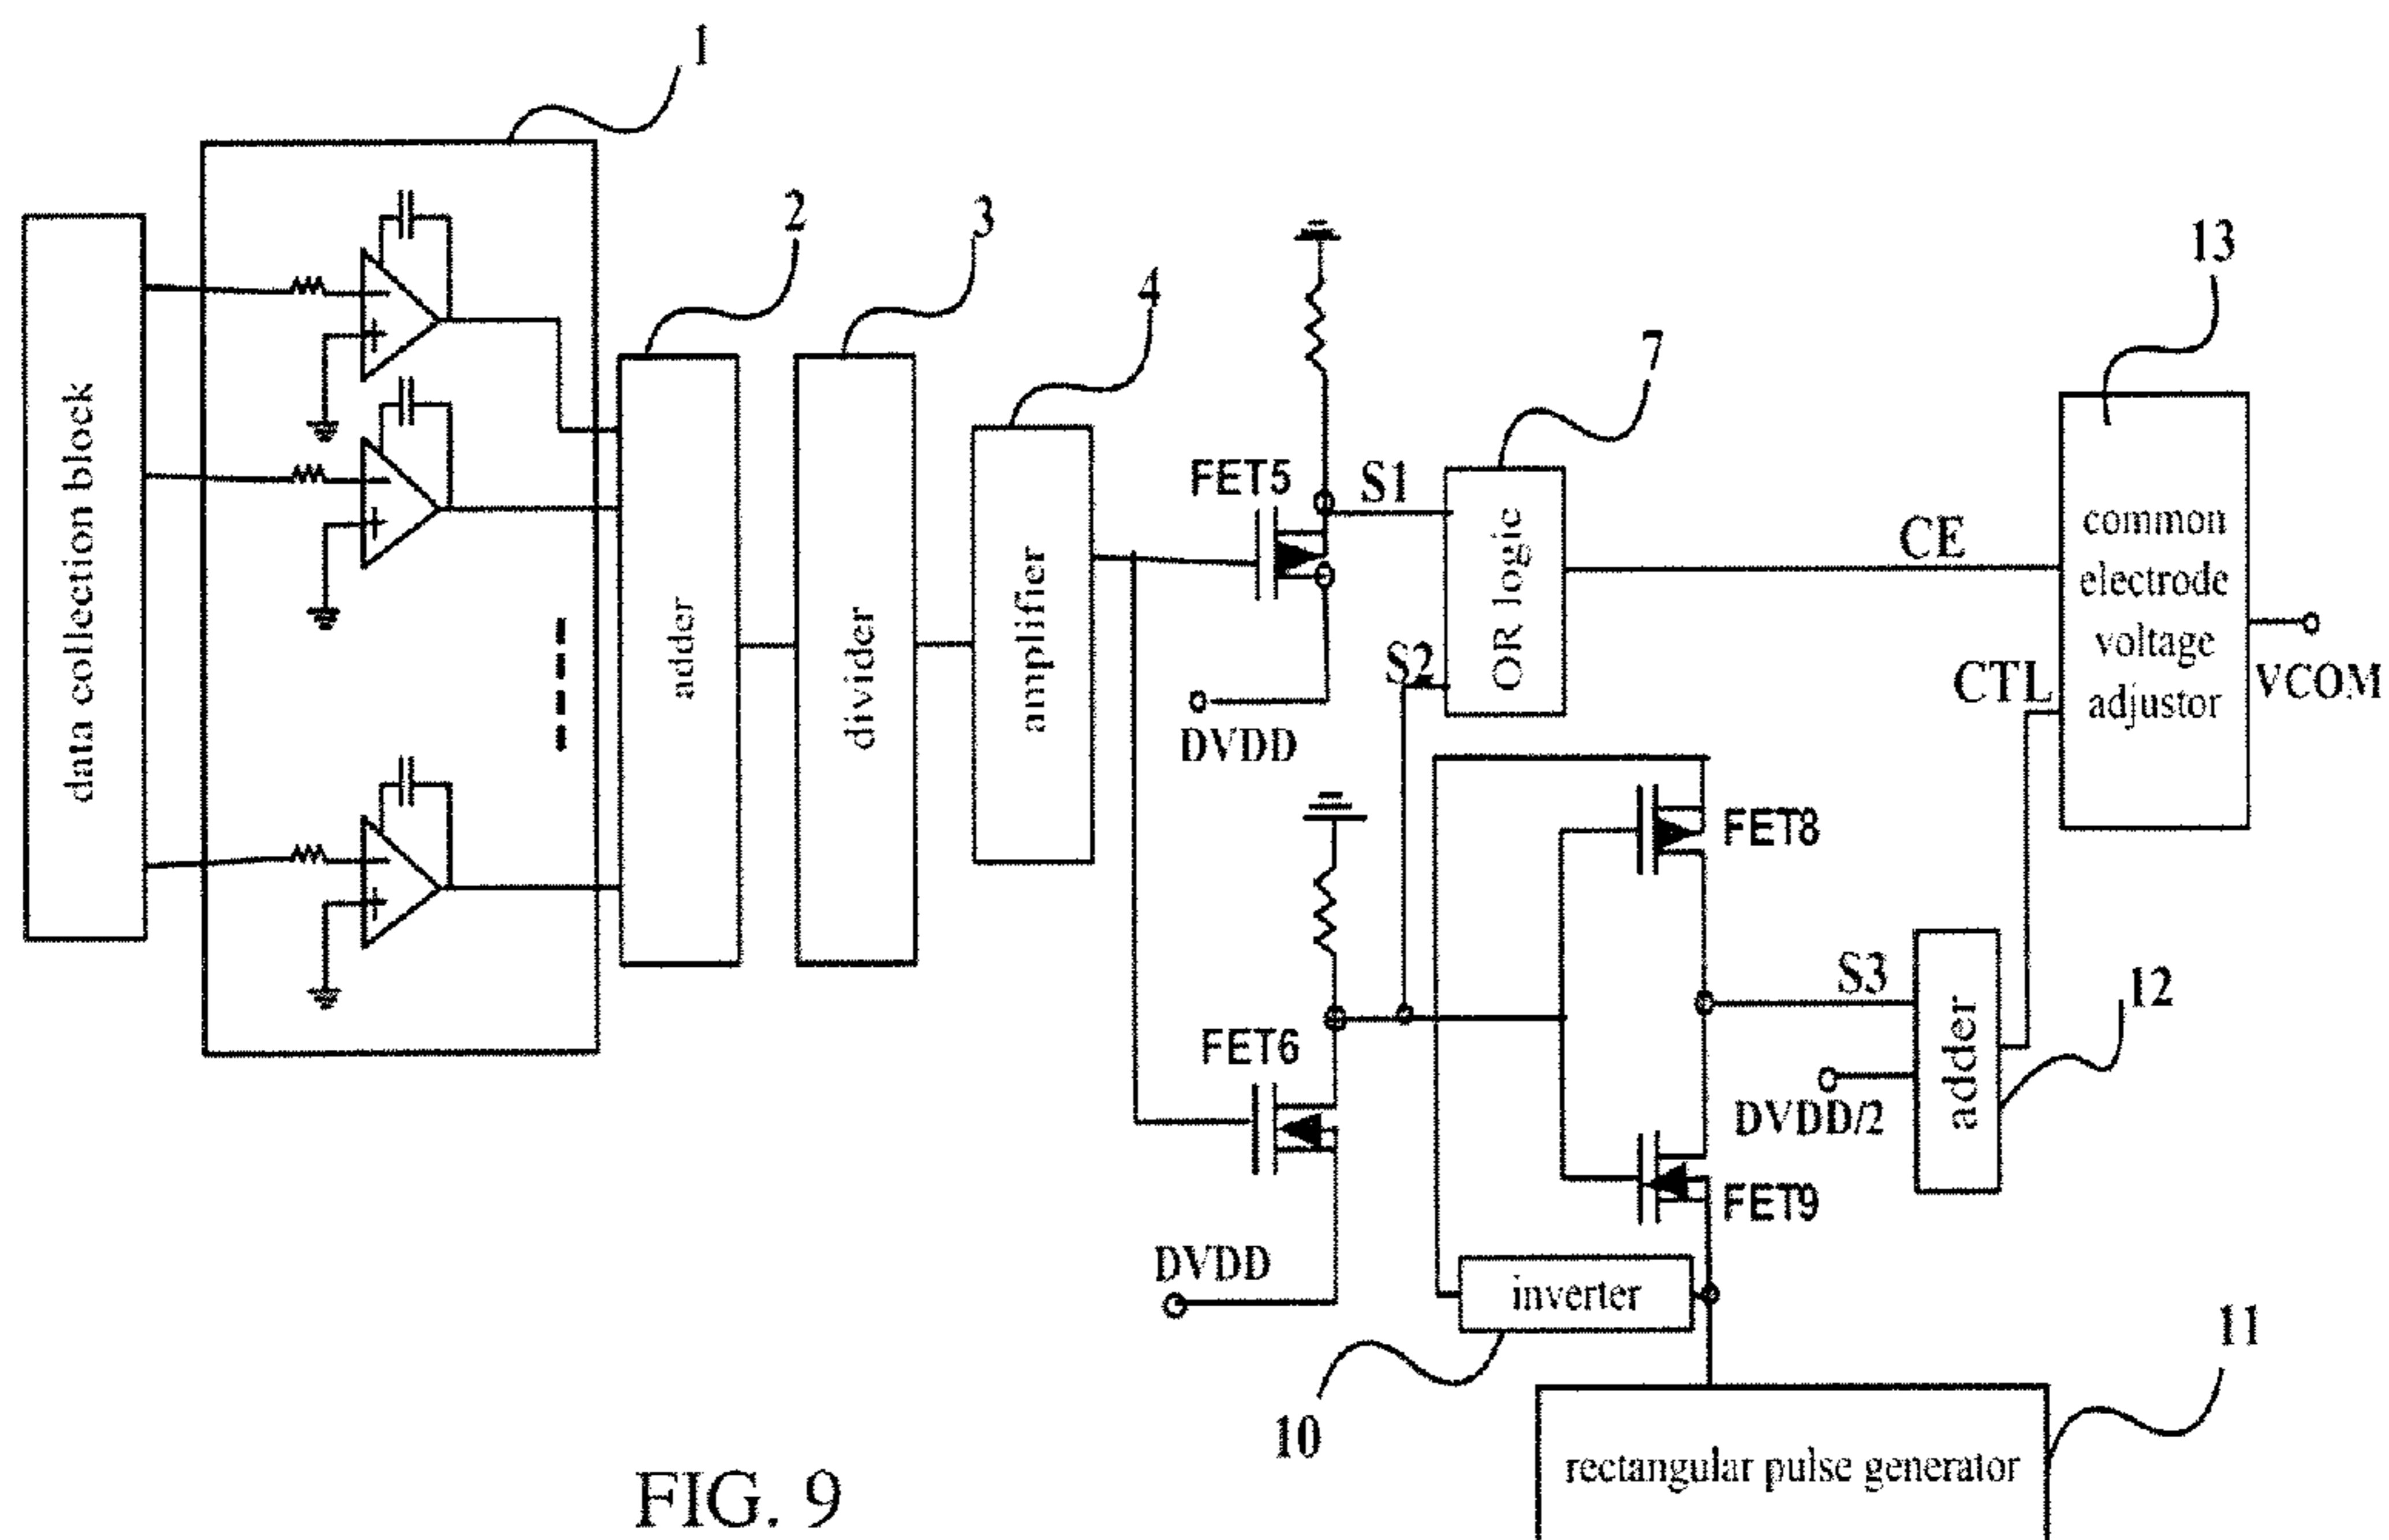 1
2
3
4
7
13
data collection block
adder
divider
amplifier
FET5
S1
OR logic
S2
DVDD
CE
CTL
common
electrode
voltage
adjustor
VCOM
FET8
S3
adder
12
DVDD/2
FET6
FET9
DVDD
inverter
10
11
rectangular pulse generator
FIG. 9